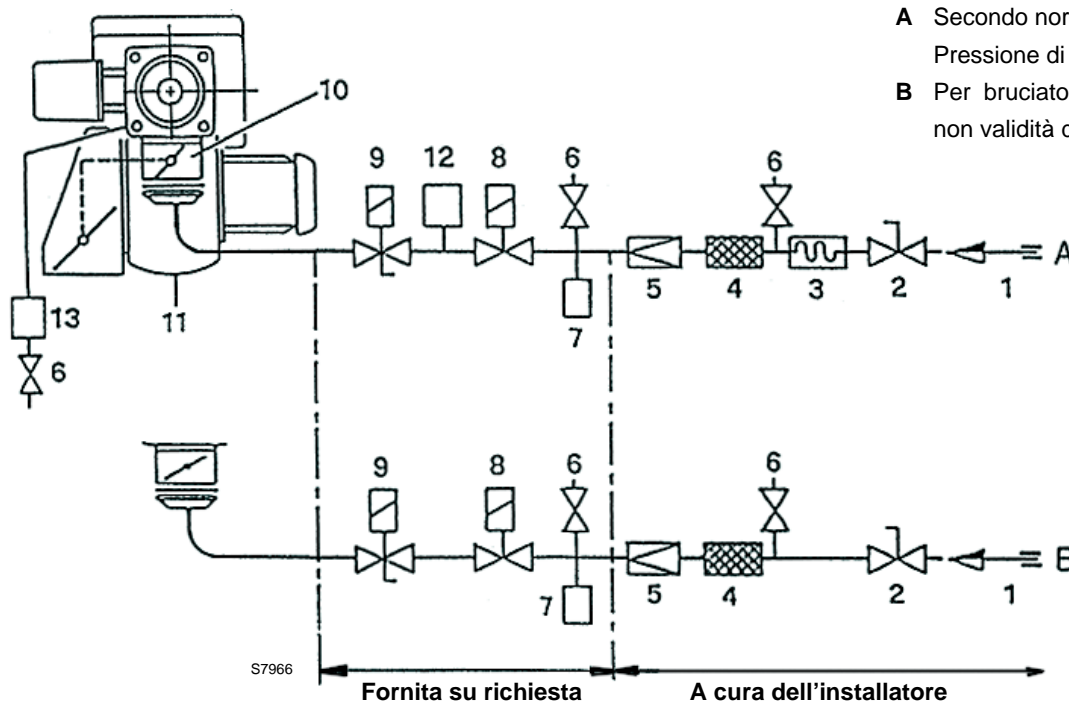 A Secondo nor
Pressione di
B Per bruciato
non validità
10
9 12 8 6 6
A
5 4 3 2 1
13 11 7
6
9 8 6 6
B
7 5 4 2 1
S7966
Fornita su richiesta A cura dell'installatore